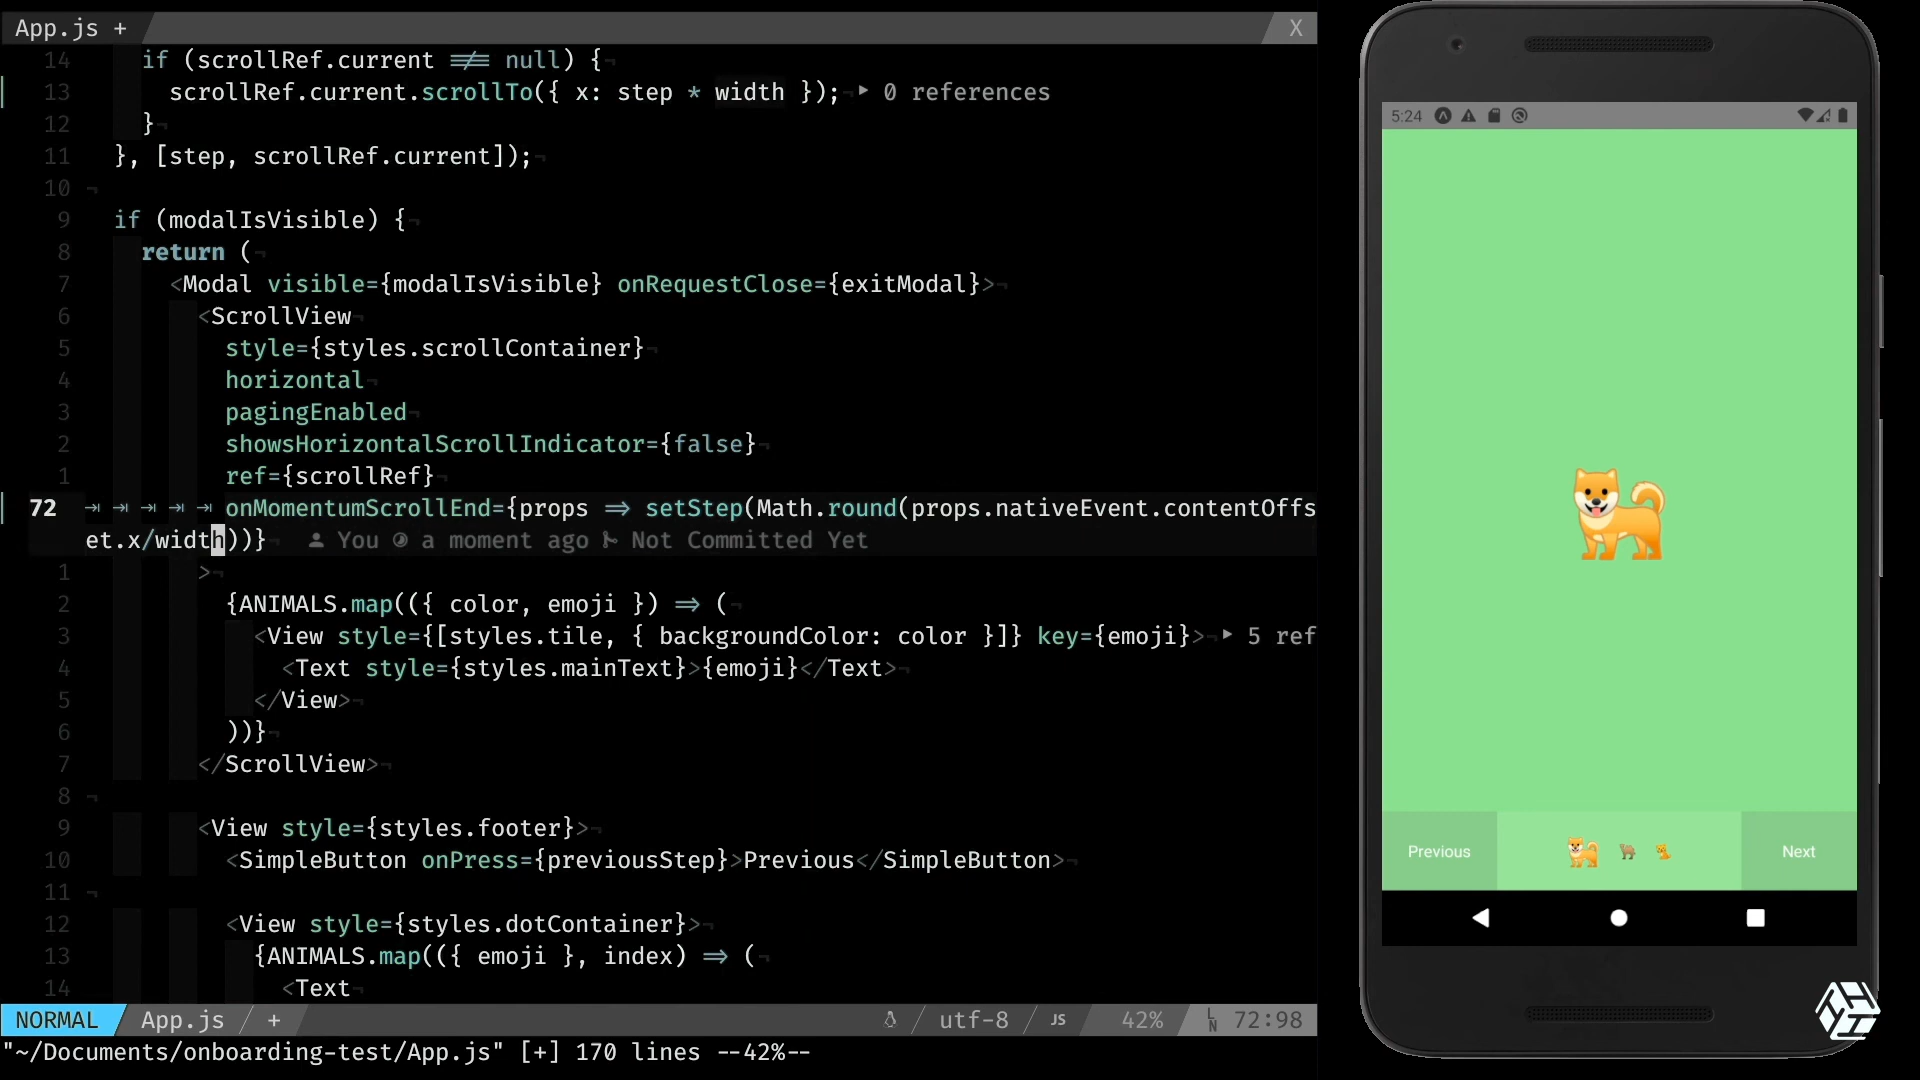 App.js +
X
14 if (scrollRef.current !== null) {
13 scrollRef.current.scrollTo({ x: step * width }); ▸ 0 references
12 }
11 }, [step, scrollRef.current]);
10
9 if (modalIsVisible) {
8 return (
7 <Modal visible={modalIsVisible} onRequestClose={exitModal}>
6 <ScrollView
5 style={styles.scrollContainer}
4 horizontal
3 pagingEnabled
2 showsHorizontalScrollIndicator={false}
1 ref={scrollRef}
72 onMomentumScrollEnd={props => setStep(Math.round(props.nativeEvent.contentOffs
et.x/width))} You a moment ago Not Committed Yet
1 >
2 {ANIMALS.map(({ color, emoji }) => (
3 <View style={[styles.tile, { backgroundColor: color }]} key={emoji}> ▸ 5 ref
4 <Text style={styles.mainText}>{emoji}</Text>
5 </View>
6 ))}
7 </ScrollView>
8
9 <View style={styles.footer}>
10 <SimpleButton onPress={previousStep}>Previous</SimpleButton>
11
12 <View style={styles.dotContainer}>
13 {ANIMALS.map(({ emoji }, index) => (
14 <Text
NORMAL App.js / + utf-8 / JS 42% LN 72:98
"~/Documents/onboarding-test/App.js" [+] 170 lines --42%--
5:24
Previous
Next